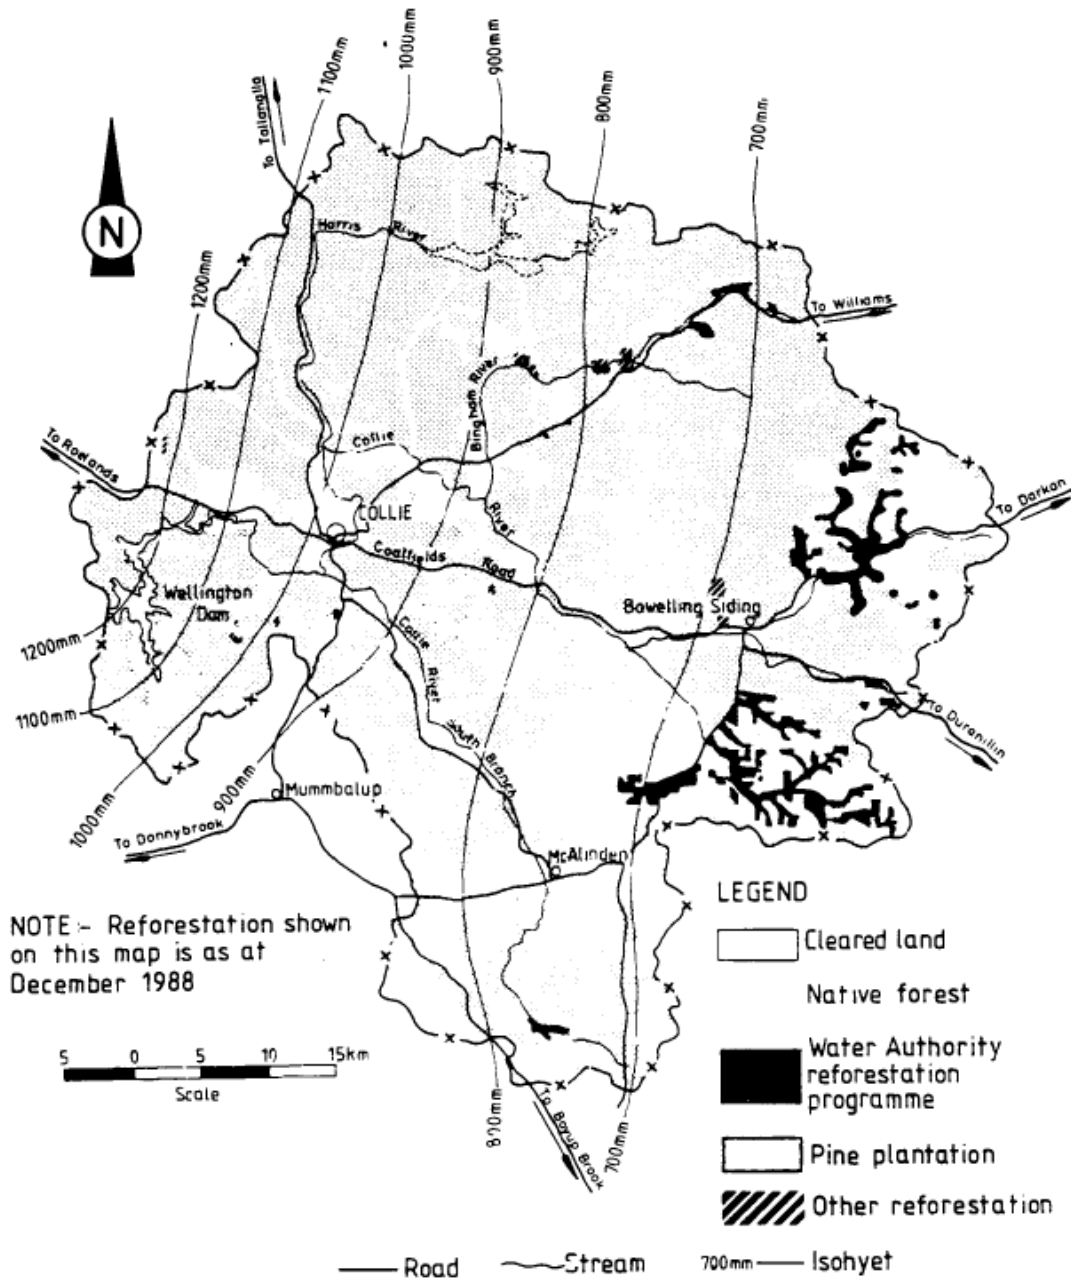 1100mm
1000mm
900mm
800mm
700mm
To Tallanglla
Harris River
N
1200mm
To Williams
Bingham River
To Roelands
Collie River
COLLIE
To Darkan
Coalfields Road
Wellington Dam
Bowelling Siding
1200mm
Collie River South Branch
1100mm
To Duranillin
1000mm
900mm
Mummbalup
To Donnybrook
McAlinden
NOTE :- Reforestation shown
on this map is as at
December 1988
LEGEND
Cleared land
Native forest
Water Authority
reforestation
programme
Pine plantation
Other reforestation
5 0 5 10 15km
Scale
800mm
To Boyup Brook
700mm
Road
Stream
700mm
Isohyet